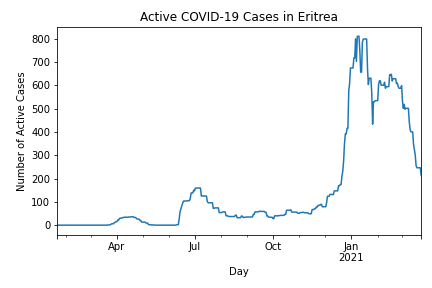 Active COVID-19 Cases in Eritrea
Number of Active Cases
800
700
600
500
400
300
200
100
0
Apr
Jul
Oct
Jan
2021
Day